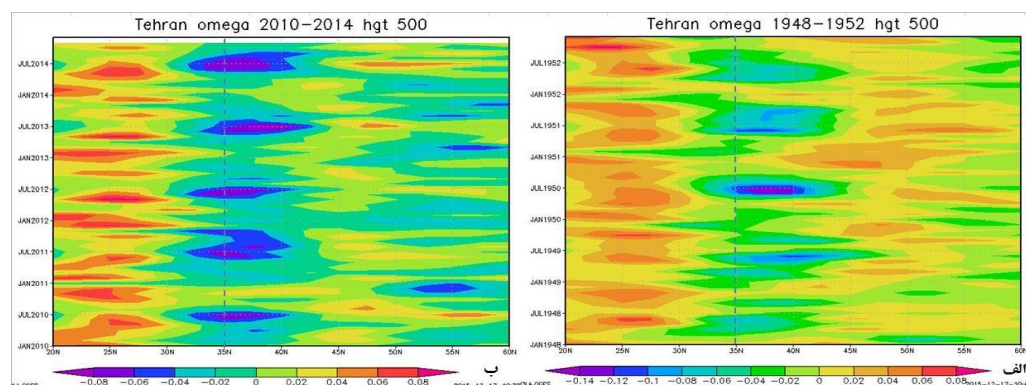 Tehran omega 2010-2014 hgt 500
JUL2014
JAN2014
JUL2013
JAN2013
JUL2012
JAN2012
JUL2011
JAN2011
JUL2010
JAN2010
20N 25N 30N 35N 40N 45N 50N 55N 60N
-0.08 -0.06 -0.04 -0.02 0 0.02 0.04 0.06 0.08
ب
Tehran omega 1948-1952 hgt 500
JUL1952
JAN1952
JUL1951
JAN1951
JUL1950
JAN1950
JUL1949
JAN1949
JUL1948
JAN1948
20N 25N 30N 35N 40N 45N 50N 55N 60N
-0.14 -0.12 -0.1 -0.08 -0.06 -0.04 -0.02 0 0.02 0.04 0.06 0.08
الف